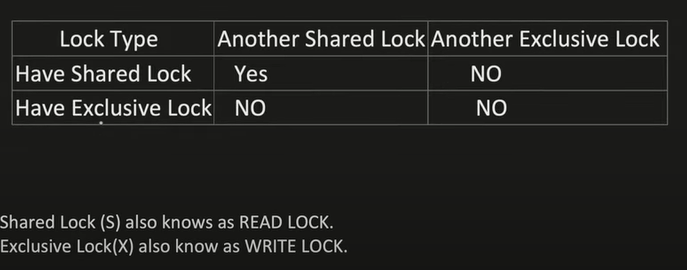 Lock Type Another Shared Lock Another Exclusive Lock
Have Shared Lock Yes NO
Have Exclusive Lock NO NO
Shared Lock (S) also knows as READ LOCK.
Exclusive Lock(X) also know as WRITE LOCK.